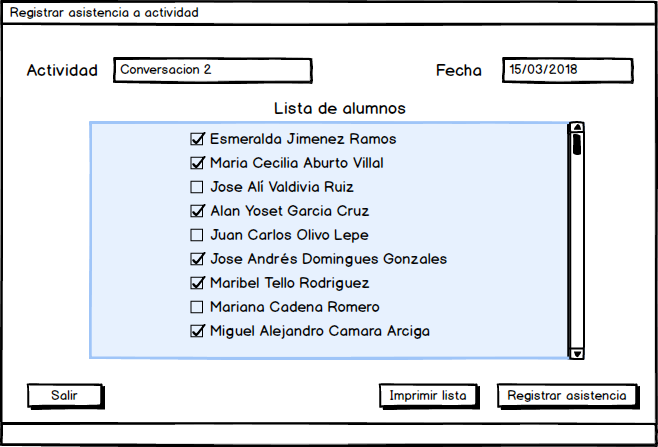 Registrar asistencia a actividad
Actividad Conversacion 2 Fecha 15/03/2018
Lista de alumnos
Esmeralda Jimenez Ramos
Maria Cecilia Aburto Villal
Jose Alí Valdivia Ruiz
Alan Yoset Garcia Cruz
Juan Carlos Olivo Lepe
Jose Andrés Domingues Gonzales
Maribel Tello Rodriguez
Mariana Cadena Romero
Miguel Alejandro Camara Arciga
Salir Imprimir lista Registrar asistencia